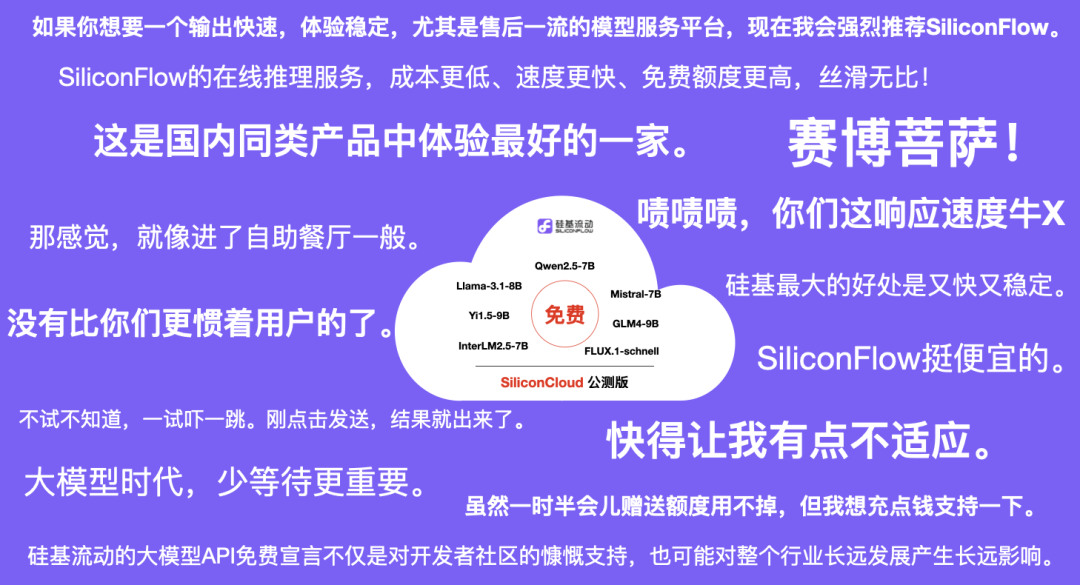 如果你想要一个输出快速，体验稳定，尤其是售后一流的模型服务平台，现在我会强烈推荐SiliconFlow。
SiliconFlow的在线推理服务，成本更低、速度更快、免费额度更高，丝滑无比！
这是国内同类产品中体验最好的一家。
赛博菩萨！
啧啧啧，你们这响应速度牛X
那感觉，就像进了自助餐厅一般。
硅基流动
SILICONFLOW
Qwen2.5-7B
Llama-3.1-8B
Mistral-7B
硅基最大的好处是又快又稳定。
没有比你们更惯着用户的了。
Yi1.5-9B
免费
GLM4-9B
InterLM2.5-7B
FLUX.1-schnell
SiliconFlow挺便宜的。
SiliconCloud 公测版
不试不知道，一试吓一跳。刚点击发送，结果就出来了。
快得让我有点不适应。
大模型时代，少等待更重要。
虽然一时半会儿赠送额度用不掉，但我想充点钱支持一下。
硅基流动的大模型API免费宣言不仅是对开发者社区的慷慨支持，也可能对整个行业长远发展产生长远影响。